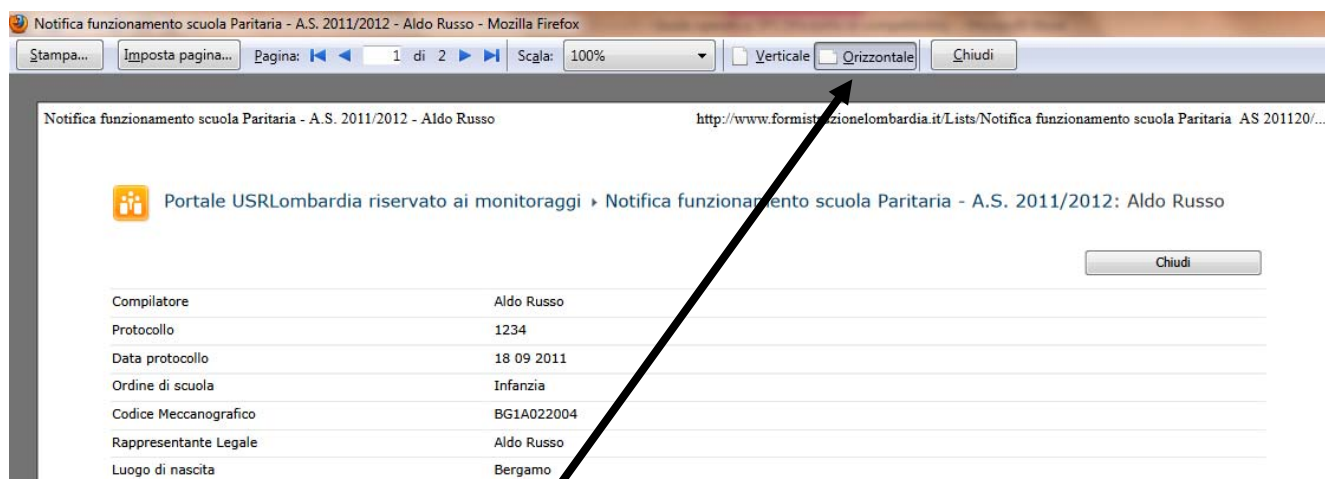 Notifica funzionamento scuola Paritaria - A.S. 2011/2012 - Aldo Russo - Mozilla Firefox
Stampa... Imposta pagina... Pagina: 1 di 2 Scala: 100% Verticale Orizzontale Chiudi
Notifica funzionamento scuola Paritaria - A.S. 2011/2012 - Aldo Russo http://www.formistruzionelombardia.it/Lists/Notifica funzionamento scuola Paritaria AS 201120/...
Portale USRLombardia riservato ai monitoraggi › Notifica funzionamento scuola Paritaria - A.S. 2011/2012: Aldo Russo
Chiudi
Compilatore Aldo Russo
Protocollo 1234
Data protocollo 18 09 2011
Ordine di scuola Infanzia
Codice Meccanografico BG1A022004
Rappresentante Legale Aldo Russo
Luogo di nascita Bergamo